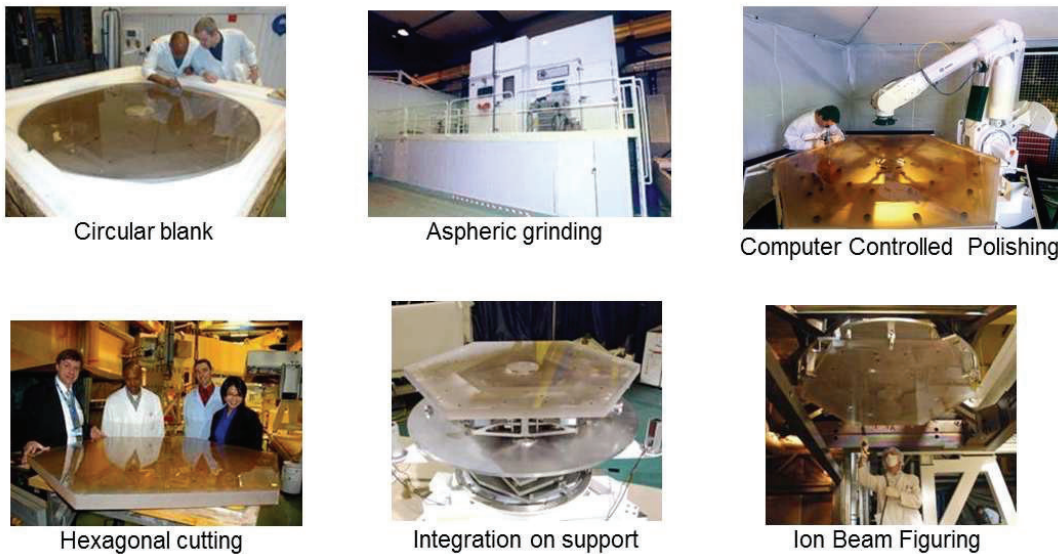 Circular blank
Aspheric grinding
Computer Controlled Polishing
Hexagonal cutting
Integration on support
Ion Beam Figuring